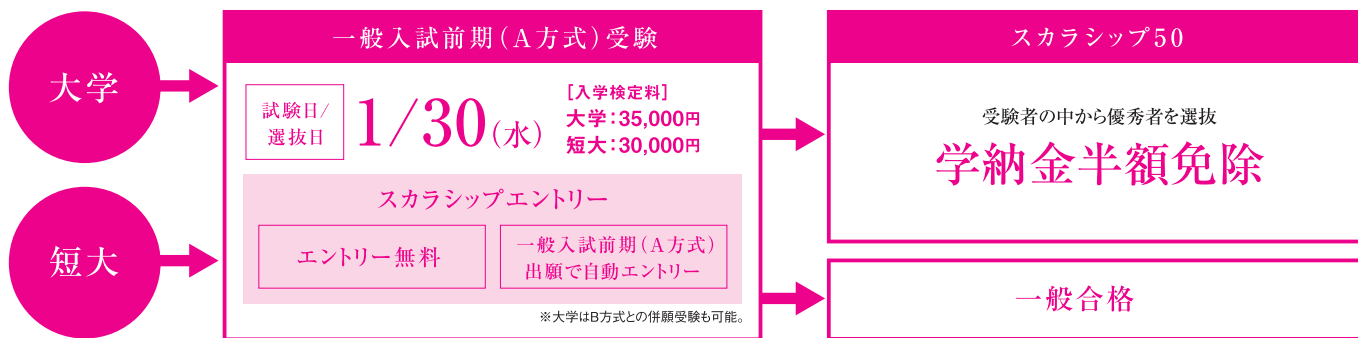 大学
短大
一般入試前期(A方式)受験
試験日/
選抜日
1/30(水)
[入学検定料]
大学:35,000円
短大:30,000円
スカラシップエントリー
エントリー無料
一般入試前期(A方式)
出願で自動エントリー
※大学はB方式との併願受験も可能。
スカラシップ50
受験者の中から優秀者を選抜
学納金半額免除
一般合格